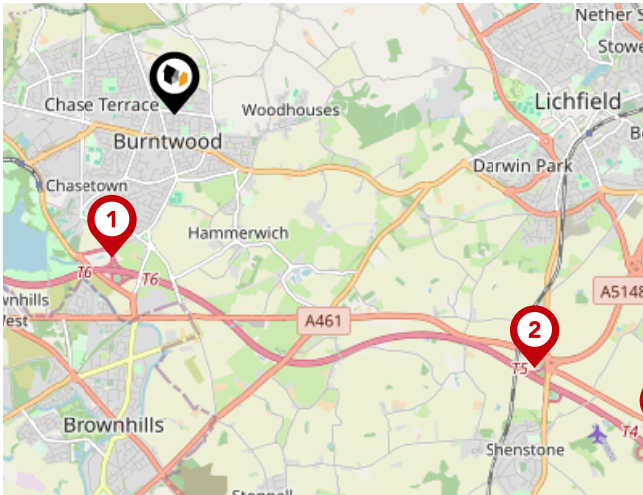 Nether S
Stowe
Chase Terrace
Woodhouses
Lichfield
Burntwood
Darwin Park
Chasetown
1
Hammerwich
T6
T6
A5148
wnhills
West
A461
2
T5
Brownhills
T4
Shenstone
Stonnall